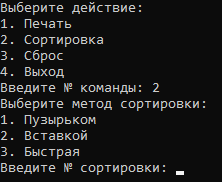 Выберите действие:
1. Печать
2. Сортировка
3. Сброс
4. Выход
Введите № команды: 2
Выберите метод сортировки:
1. Пузырьком
2. Вставкой
3. Быстрая
Введите № сортировки: